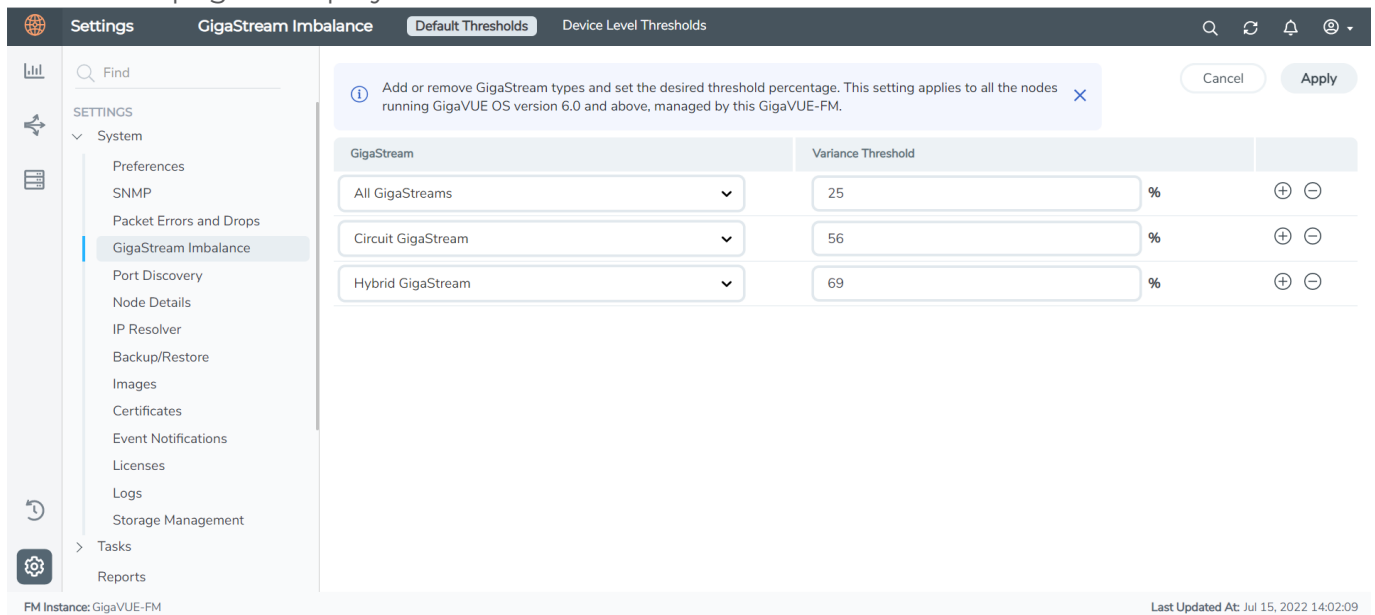 Settings
GigaStream Imbalance
Default Thresholds
Device Level Thresholds
Find
SETTINGS
System
Preferences
SNMP
Packet Errors and Drops
GigaStream Imbalance
Port Discovery
Node Details
IP Resolver
Backup/Restore
Images
Certificates
Event Notifications
Licenses
Logs
Storage Management
Tasks
Reports
Add or remove GigaStream types and set the desired threshold percentage. This setting applies to all the nodes
running GigaVUE OS version 6.0 and above, managed by this GigaVUE-FM.
Cancel
Apply
GigaStream Variance Threshold
All GigaStreams 25 %
Circuit GigaStream 56 %
Hybrid GigaStream 69 %
FM Instance: GigaVUE-FM
Last Updated At: Jul 15, 2022 14:02:09